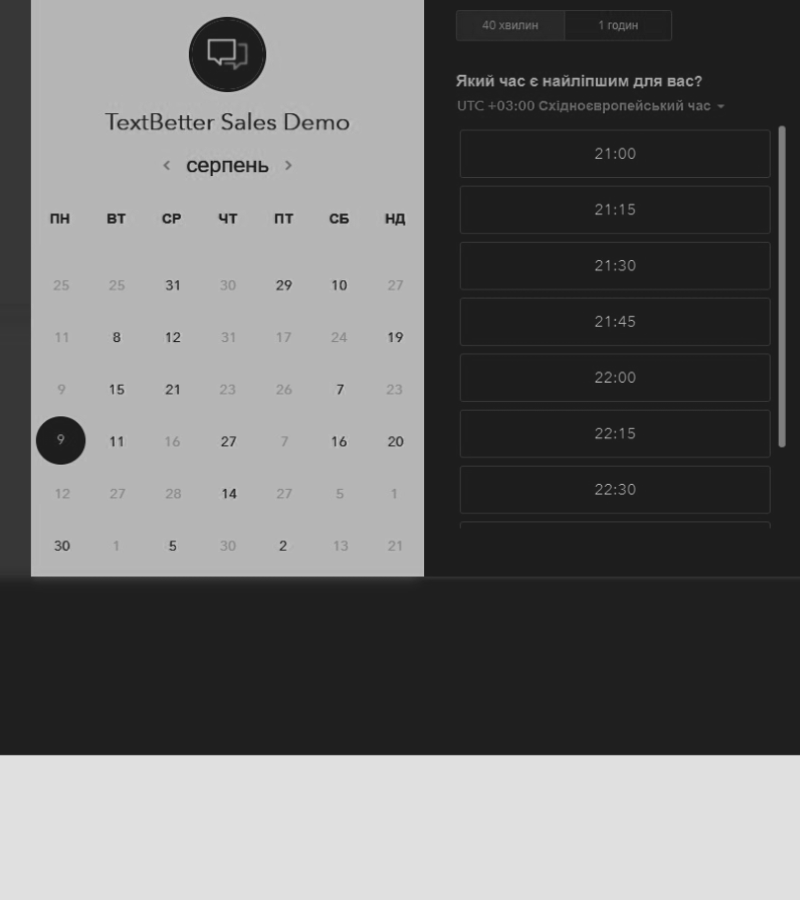 TextBetter Sales Demo
серпень
ПН ВТ СР ЧТ ПТ СБ НД
25 25 31 30 29 10 27
11 8 12 31 17 24 19
9 15 21 23 26 7 23
9 11 16 27 7 16 20
12 27 28 14 27 5 1
30 1 5 30 2 13 21
40 хвилин 1 годин
Який час є найліпшим для вас?
UTC +03:00 Східноєвропейський час
21:00
21:15
21:30
21:45
22:00
22:15
22:30